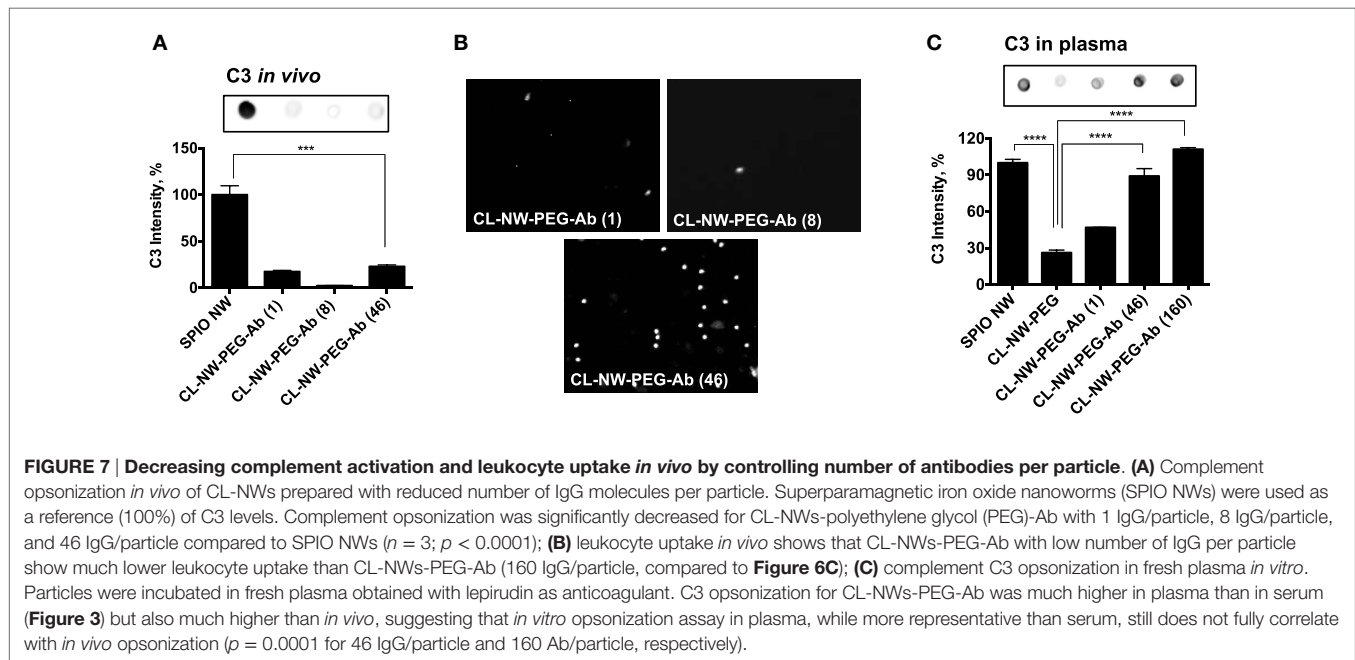 A
C3 in vivo
***
C3 Intensity, %
150
100
50
0
SPIO NW
CL-NW-PEG-Ab (1)
CL-NW-PEG-Ab (8)
CL-NW-PEG-Ab (46)
B
CL-NW-PEG-Ab (1)
CL-NW-PEG-Ab (8)
CL-NW-PEG-Ab (46)
C
C3 in plasma
****
****
****
C3 Intensity, %
120
90
60
30
0
SPIO NW
CL-NW-PEG
CL-NW-PEG-Ab (1)
CL-NW-PEG-Ab (46)
CL-NW-PEG-Ab (160)
FIGURE 7 | Decreasing complement activation and leukocyte uptake in vivo by controlling number of antibodies per particle. (A) Complement
opsonization in vivo of CL-NWs prepared with reduced number of IgG molecules per particle. Superparamagnetic iron oxide nanoworms (SPIO NWs) were used as
a reference (100%) of C3 levels. Complement opsonization was significantly decreased for CL-NWs-polyethylene glycol (PEG)-Ab with 1 IgG/particle, 8 IgG/particle,
and 46 IgG/particle compared to SPIO NWs (n = 3; p < 0.0001); (B) leukocyte uptake in vivo shows that CL-NWs-PEG-Ab with low number of IgG per particle
show much lower leukocyte uptake than CL-NWs-PEG-Ab (160 IgG/particle, compared to Figure 6C); (C) complement C3 opsonization in fresh plasma in vitro.
Particles were incubated in fresh plasma obtained with lepirudin as anticoagulant. C3 opsonization for CL-NWs-PEG-Ab was much higher in plasma than in serum
(Figure 3) but also much higher than in vivo, suggesting that in vitro opsonization assay in plasma, while more representative than serum, still does not fully correlate
with in vivo opsonization (p = 0.0001 for 46 IgG/particle and 160 Ab/particle, respectively).